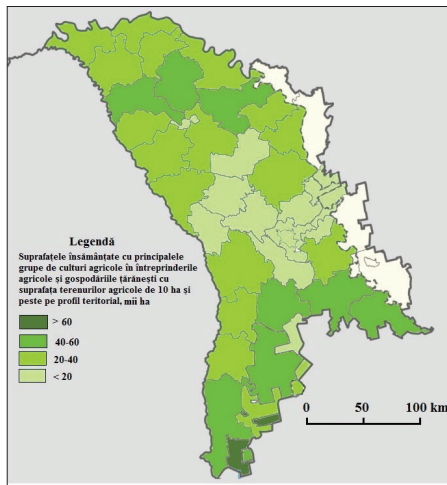 Legendă
Suprafețele însămânțate cu principalele
grupe de culturi agricole în întreprinderile
agricole și gospodăriile țărănești cu
suprafața terenurilor agricole de 10 ha și
peste pe profil teritorial, mii ha
> 60
40-60
20-40
< 20
0 50 100 km